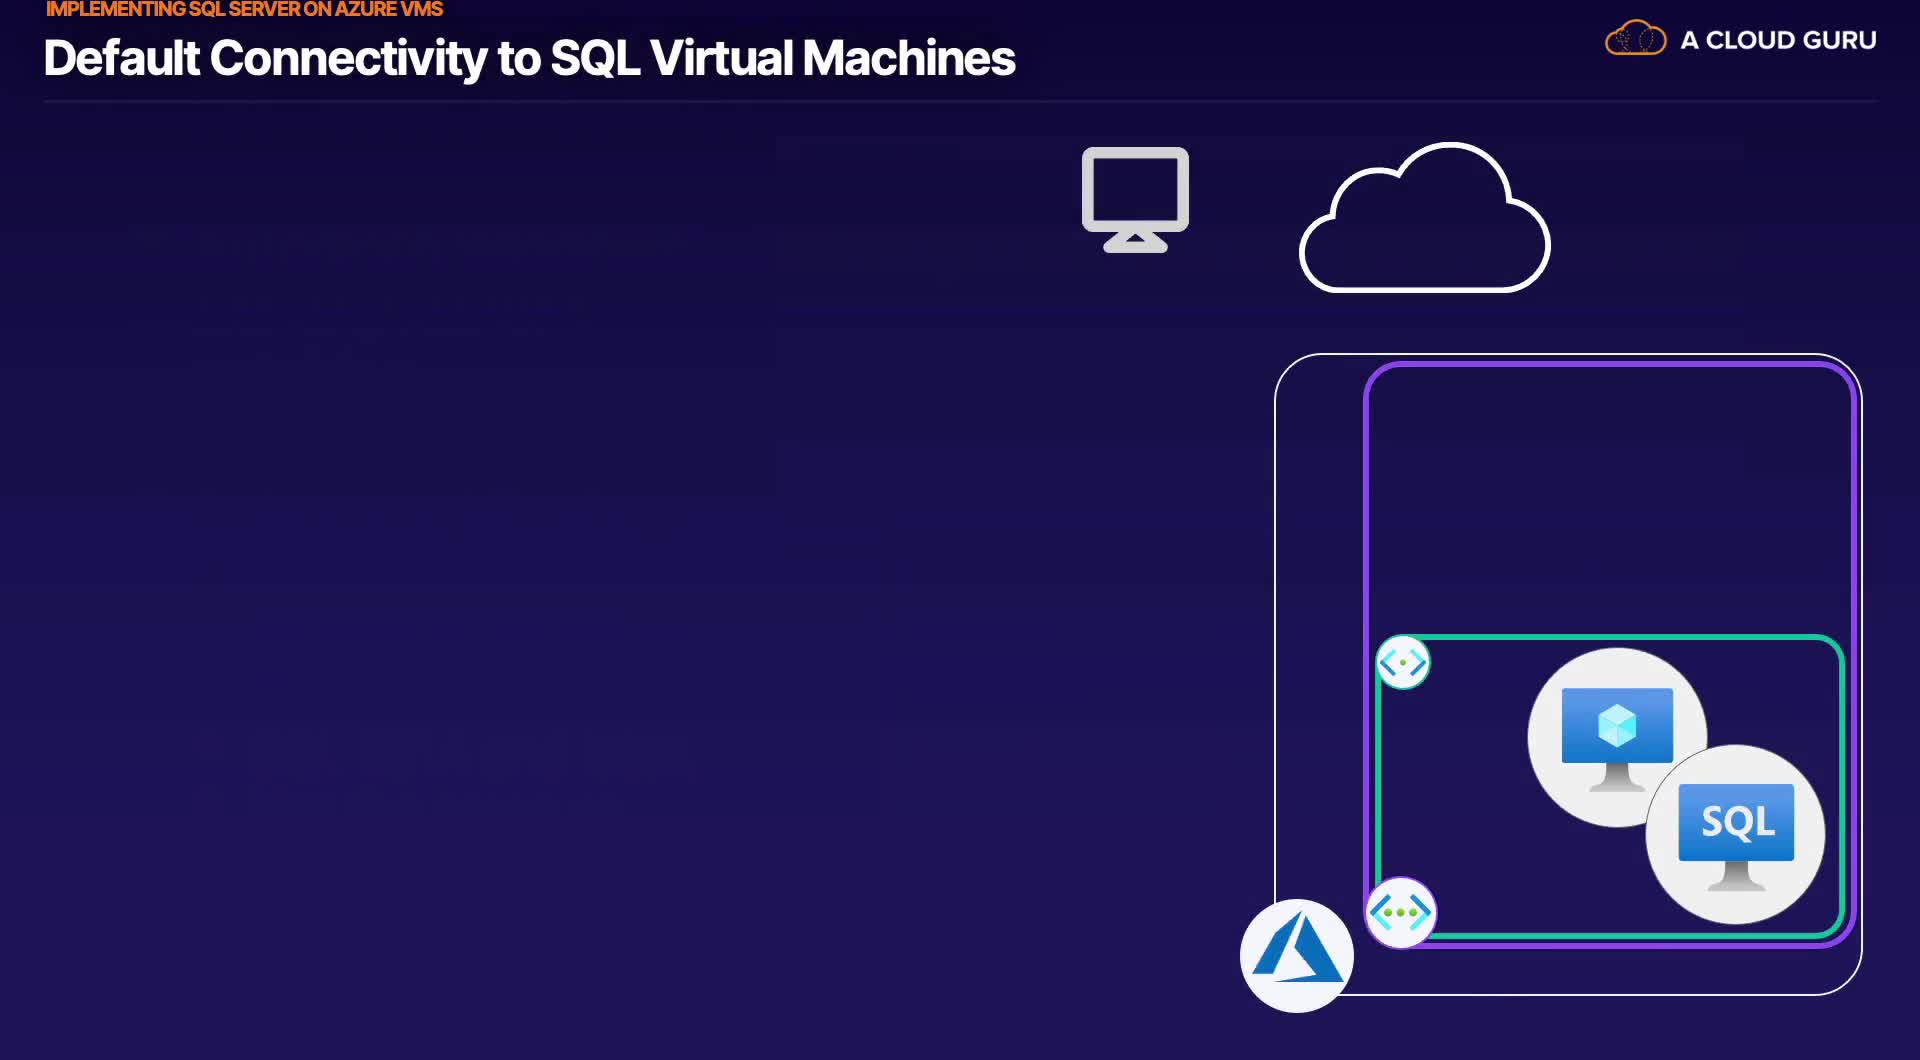 IMPLEMENTING SQL SERVER ON AZURE VMS
Default Connectivity to SQL Virtual Machines
A CLOUD GURU
SQL